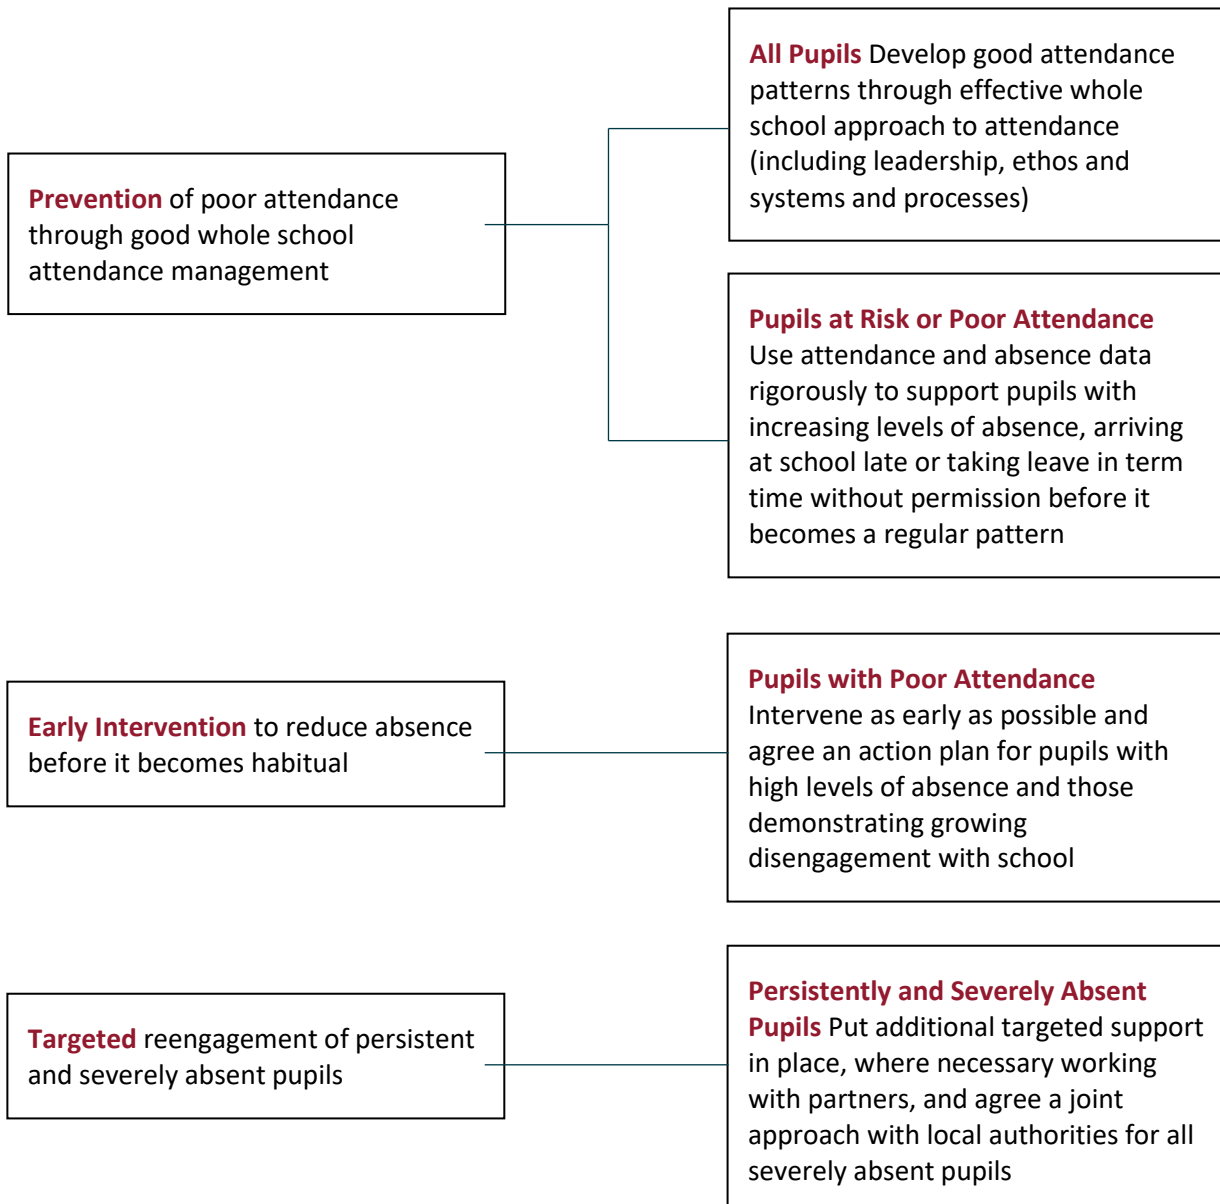 Prevention of poor attendance
through good whole school
attendance management
All Pupils Develop good attendance
patterns through effective whole
school approach to attendance
(including leadership, ethos and
systems and processes)
Pupils at Risk or Poor Attendance
Use attendance and absence data
rigorously to support pupils with
increasing levels of absence, arriving
at school late or taking leave in term
time without permission before it
becomes a regular pattern
Early Intervention to reduce absence
before it becomes habitual
Pupils with Poor Attendance
Intervene as early as possible and
agree an action plan for pupils with
high levels of absence and those
demonstrating growing
disengagement with school
Targeted reengagement of persistent
and severely absent pupils
Persistently and Severely Absent
Pupils Put additional targeted support
in place, where necessary working
with partners, and agree a joint
approach with local authorities for all
severely absent pupils